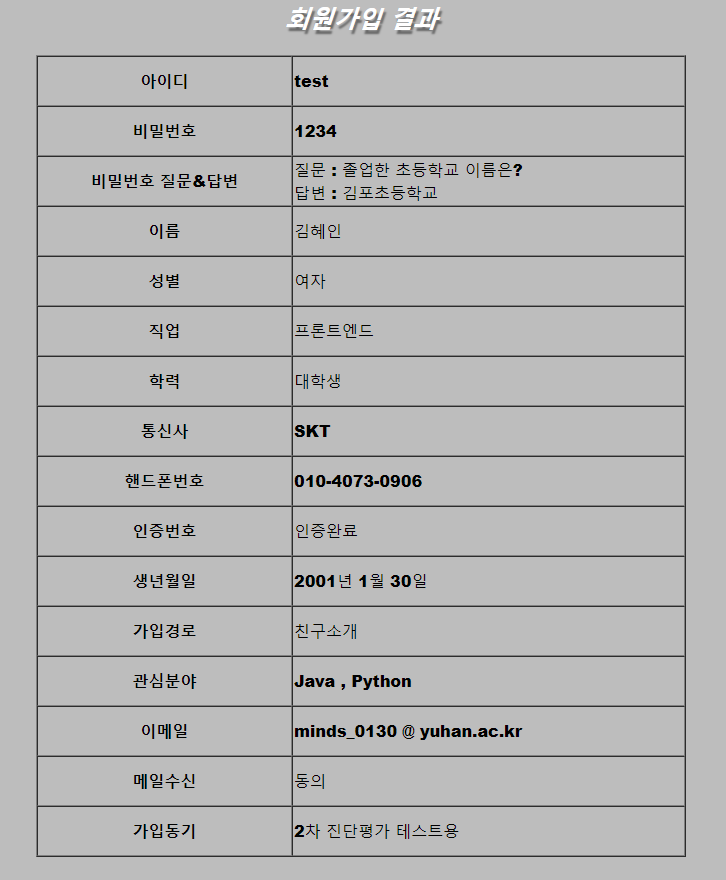 회원가입 결과
아이디 test
비밀번호 1234
비밀번호 질문&답변 질문 : 졸업한 초등학교 이름은?
답변 : 김포초등학교
이름 김혜인
성별 여자
직업 프론트엔드
학력 대학생
통신사 SKT
핸드폰번호 010-4073-0906
인증번호 인증완료
생년월일 2001년 1월 30일
가입경로 친구소개
관심분야 Java , Python
이메일 minds_0130 @ yuhan.ac.kr
메일수신 동의
가입동기 2차 진단평가 테스트용